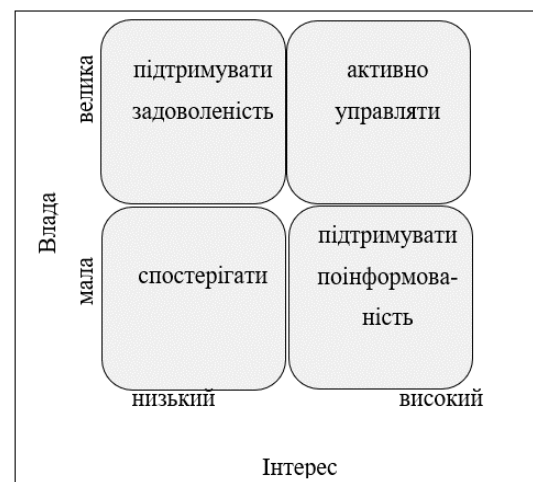 підтримувати
задоволеність
активно
управляти
велика
Влада
мала
спостерігати
підтримувати
поінформова-
ність
низький
високий
Інтерес